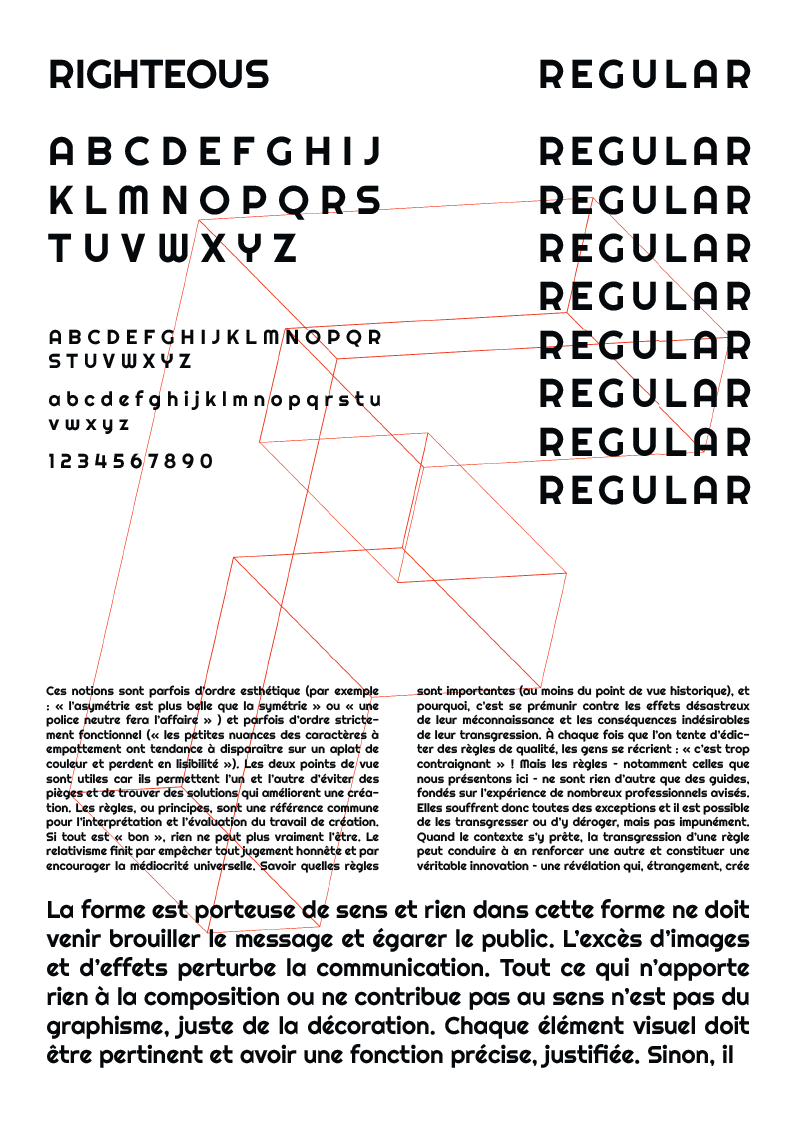 RIGHTEOUS
REGULAR
A B C D E F G H I J
K L M N O P Q R S
T U V W X Y Z
A B C D E F G H I J K L M N O P Q R
S T U V W X Y Z
a b c d e f g h i j k l m n o p q r s t u
v w x y z
1 2 3 4 5 6 7 8 9 0
REGULAR
REGULAR
REGULAR
REGULAR
REGULAR
REGULAR
REGULAR
REGULAR
Ces notions sont parfois d’ordre esthétique (par exemple
: « l’asymétrie est plus belle que la symétrie » ou « une
police neutre fera l’affaire » ) et parfois d’ordre stricte-
ment fonctionnel (« les petites nuances des caractères à
empattement ont tendance à disparaître sur un aplat de
couleur et perdent en lisibilité »). Les deux points de vue
sont utiles car ils permettent l’un et l’autre d’éviter des
pièges et de trouver des solutions qui améliorent une créa-
tion. Les règles, ou principes, sont une référence commune
pour l’interprétation et l’évaluation du travail de création.
Si tout est « bon », rien ne peut plus vraiment l’être. Le
relativisme finit par empêcher tout jugement honnête et par
encourager la médiocrité universelle. Savoir quelles règles
sont importantes (au moins du point de vue historique), et
pourquoi, c’est se prémunir contre les effets désastreux
de leur méconnaissance et les conséquences indésirables
de leur transgression. À chaque fois que l’on tente d’édic-
ter des règles de qualité, les gens se récrient : « c’est trop
contraignant » ! Mais les règles - notamment celles que
nous présentons ici - ne sont rien d’autre que des guides,
fondés sur l’expérience de nombreux professionnels avisés.
Elles souffrent donc toutes des exceptions et il est possible
de les transgresser ou d’y déroger, mais pas impunément.
Quand le contexte s’y prête, la transgression d’une règle
peut conduire à en renforcer une autre et constituer une
véritable innovation - une révélation qui, étrangement, crée
La forme est porteuse de sens et rien dans cette forme ne doit
venir brouiller le message et égarer le public. L’excès d’images
et d’effets perturbe la communication. Tout ce qui n’apporte
rien à la composition ou ne contribue pas au sens n’est pas du
graphisme, juste de la décoration. Chaque élément visuel doit
être pertinent et avoir une fonction précise, justifiée. Sinon, il